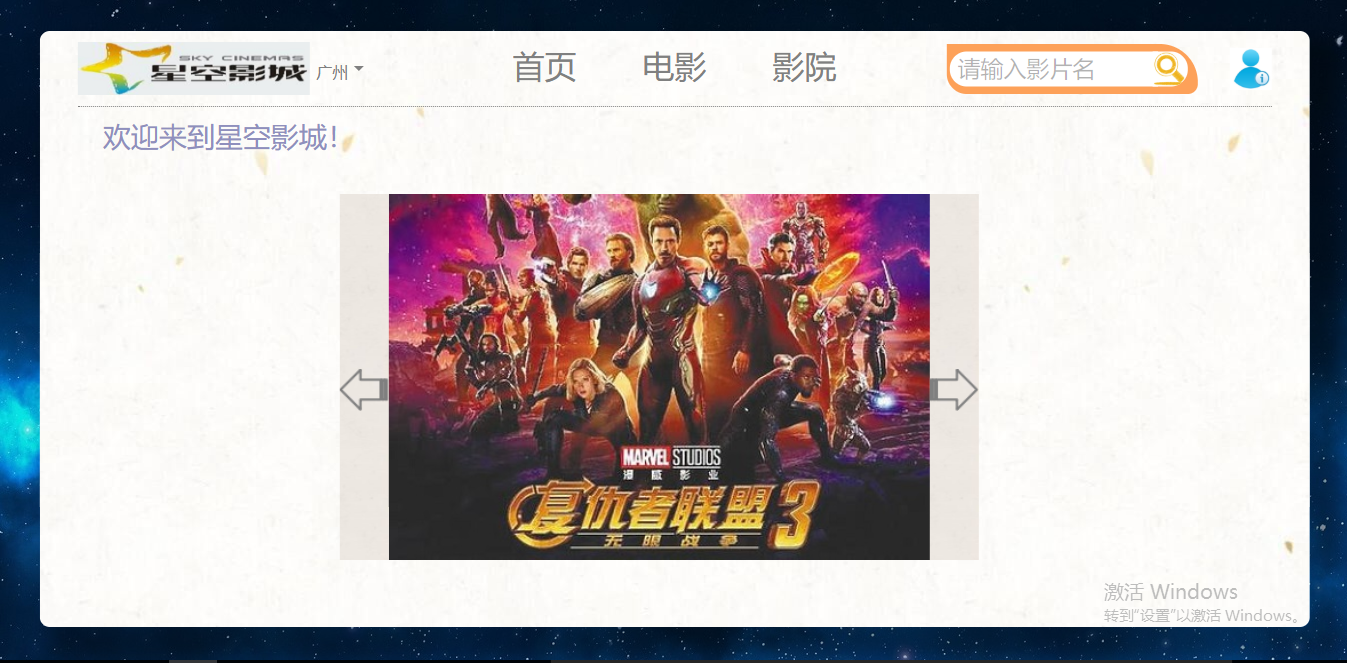 SKY CINEMAS
星空影城
广州
首页
电影
影院
请输入影片名
欢迎来到星空影城!
MARVEL STUDIOS
漫威影业
复仇者联盟3
无限战争
激活 Windows
转到"设置"以激活 Windows。